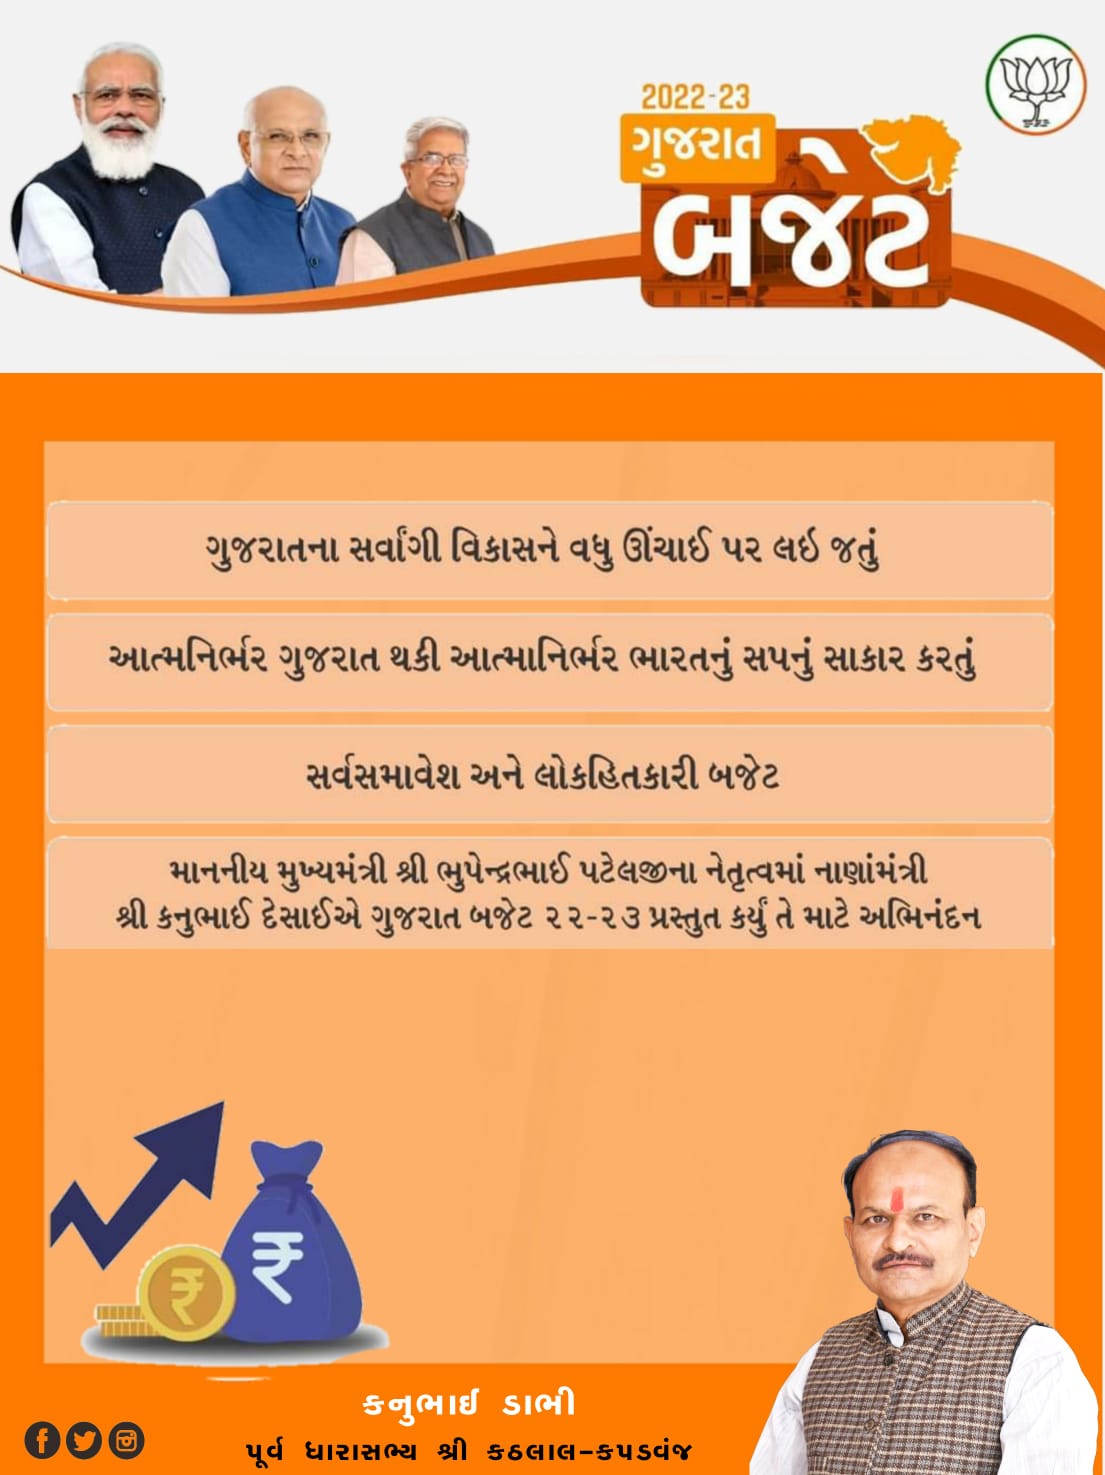 2022-23
ગુજરાત
બજેટ
ગુજરાતના સર્વાંગી વિકાસને વધુ ઊંચાઈ પર લઇ જતું
આત્મનિર્ભર ગુજરાત થકી આત્માનિર્ભર ભારતનું સપનું સાકાર કરતું
સર્વસમાવેશ અને લોકહિતકારી બજેટ
માનનીય મુખ્યમંત્રી શ્રી ભુપેન્દ્રભાઈ પટેલજીના નેતૃત્વમાં નાણાંમંત્રી
શ્રી કનુભાઈ દેસાઈએ ગુજરાત બજેટ ૨૨-૨૩ પ્રસ્તુત કર્યું તે માટે અભિનંદન
કનુભાઈ ડાભી
પૂર્વ ધારાસભ્ય શ્રી કઠલાલ-કપડવંજ